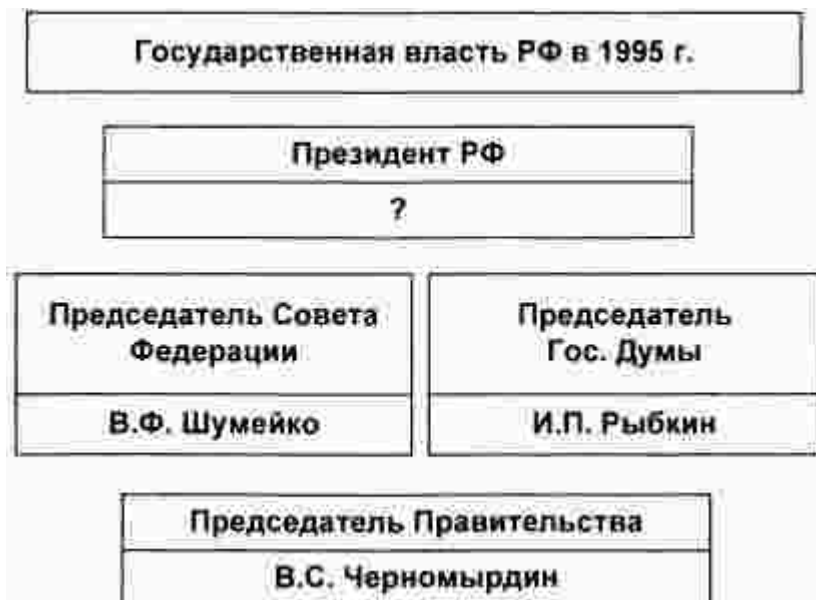 Государственная власть РФ в 1995 г.
Президент РФ
?
Председатель Совета
Федерации
В.Ф. Шумейко
Председатель
Гос. Думы
И.П. Рыбкин
Председатель Правительства
В.С. Черномырдин